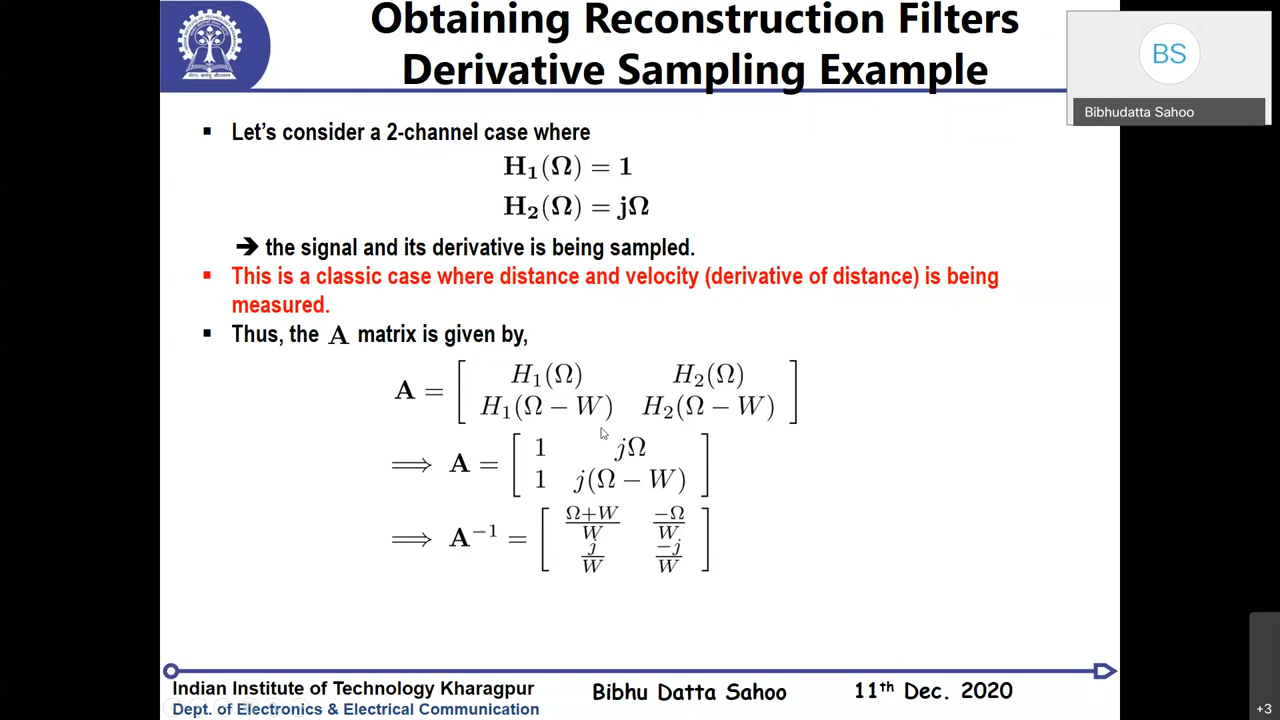 Obtaining Reconstruction Filters
Derivative Sampling Example
BS
Bibhudatta Sahoo
▪ Let's consider a 2-channel case where
H₁(Ω) = 1
H₂(Ω) = jΩ
➔ the signal and its derivative is being sampled.
▪ This is a classic case where distance and velocity (derivative of distance) is being
measured.
▪ Thus, the A matrix is given by,
A = [ H₁(Ω) H₂(Ω)
H₁(Ω − W) H₂(Ω − W) ]
⟹ A = [ 1 jΩ
1 j(Ω − W) ]
⟹ A⁻¹ = [ (Ω+W)/W −Ω/W
j/W −j/W ]
Indian Institute of Technology Kharagpur
Bibhu Datta Sahoo
11th Dec. 2020
Dept. of Electronics & Electrical Communication
+3